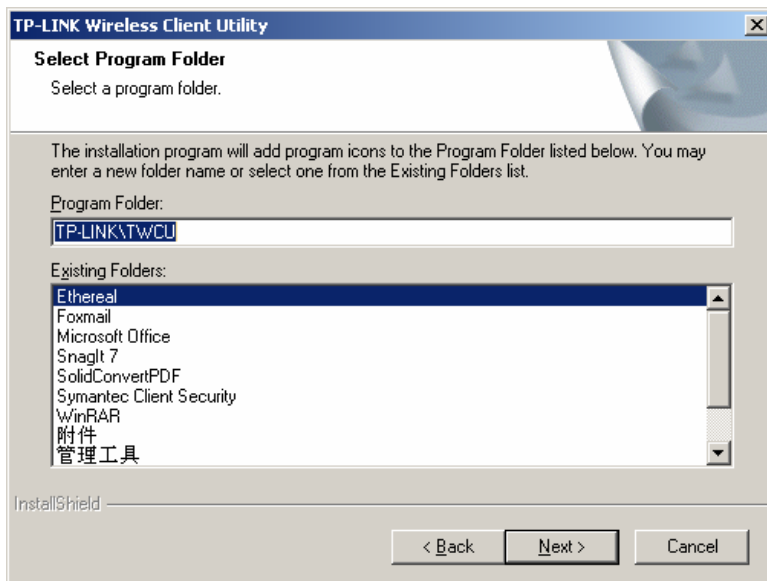 TP-LINK Wireless Client Utility
Select Program Folder
Select a program folder.
The installation program will add program icons to the Program Folder listed below. You may
enter a new folder name or select one from the Existing Folders list.
Program Folder:
TP-LINK\TWCU
Existing Folders:
Ethereal
Foxmail
Microsoft Office
SnagIt 7
SolidConvertPDF
Symantec Client Security
WinRAR
附件
管理工具
InstallShield
< Back
Next >
Cancel